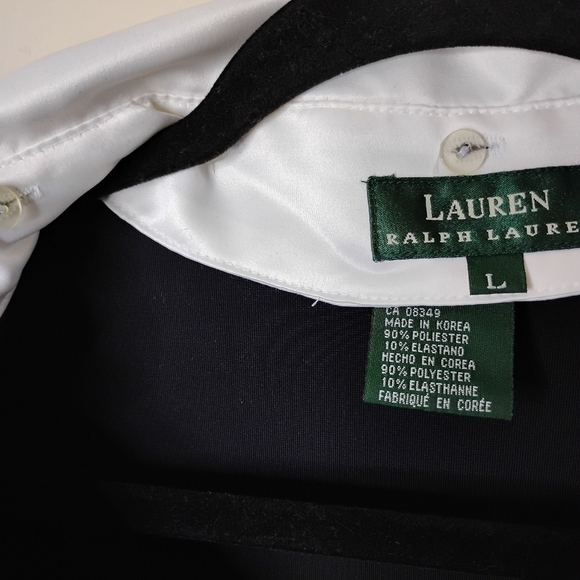 LAUREN
RALPH LAURE
L
CA 08349
MADE IN KOREA
90% POLIESTER
10% ELASTANO
HECHO EN COREA
90% POLYESTER
10% ELASTHANNE
FABRIQUÉ EN CORÉE